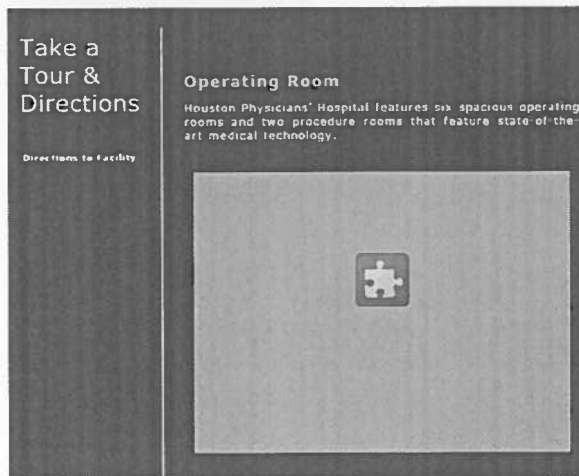 Take a
Tour &
Directions
Directions to Facility
Operating Room
Houston Physicians' Hospital features six spacious operating
rooms and two procedure rooms that feature state-of-the-
art medical technology.